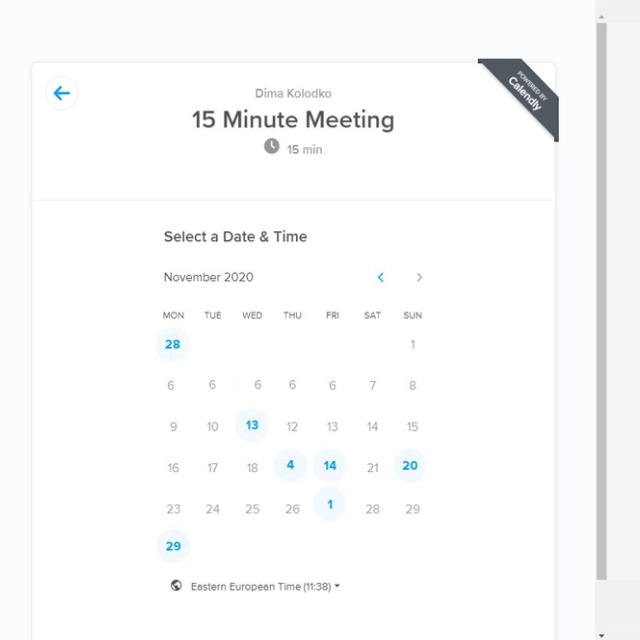 POWERED BY
Calendly
Dima Kolodko
15 Minute Meeting
15 min
Select a Date & Time
November 2020
MON TUE WED THU FRI SAT SUN
28 1
6 6 6 6 6 7 8
9 10 13 12 13 14 15
16 17 18 4 14 21 20
23 24 25 26 1 28 29
29
Eastern European Time (11:38)